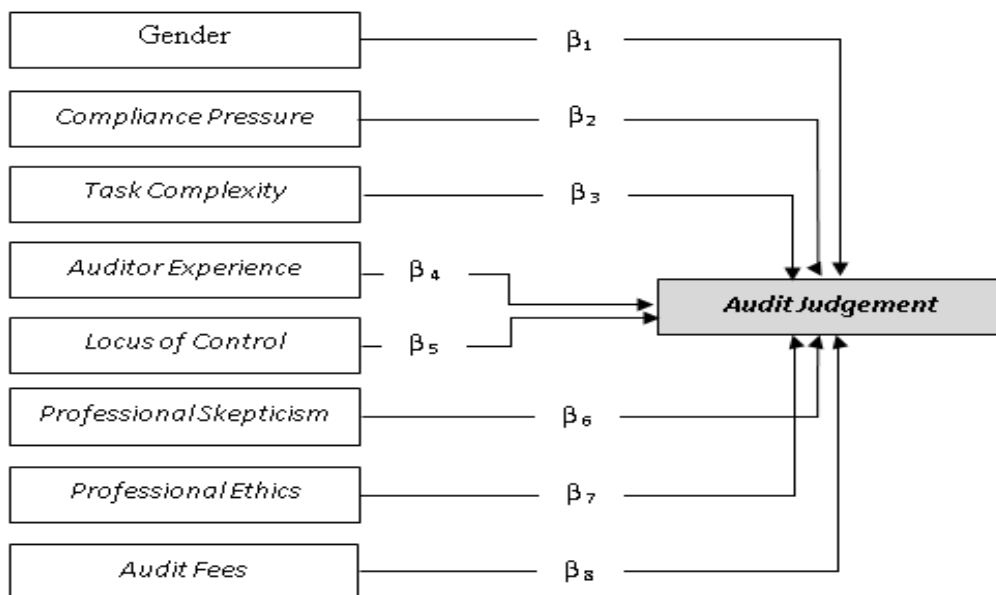 Gender β₁
Compliance Pressure β₂
Task Complexity β₃
Auditor Experience β₄
Audit Judgement
Locus of Control β₅
Professional Skepticism β₆
Professional Ethics β₇
Audit Fees β₈